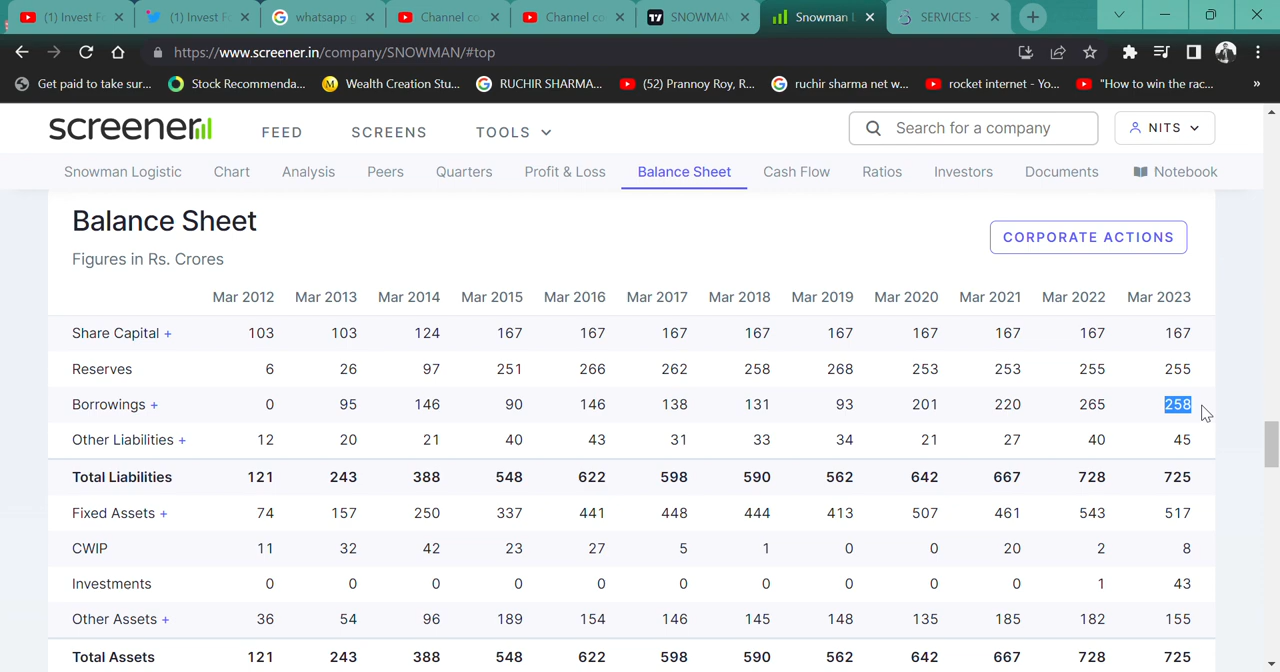 (1) Invest Fr
(1) Invest Fo
whatsapp g
Channel co
Channel co
SNOWMAN
Snowman L
SERVICES -
https://www.screener.in/company/SNOWMAN/#top
Get paid to take sur...
Stock Recommenda...
Wealth Creation Stu...
RUCHIR SHARMA...
(52) Prannoy Roy, R...
ruchir sharma net w...
rocket internet - Yo...
"How to win the rac...
»
screener
FEED
SCREENS
TOOLS
Search for a company
NITS
Snowman Logistic Chart Analysis Peers Quarters Profit & Loss Balance Sheet Cash Flow Ratios Investors Documents Notebook
Balance Sheet
CORPORATE ACTIONS
Figures in Rs. Crores
Mar 2012 Mar 2013 Mar 2014 Mar 2015 Mar 2016 Mar 2017 Mar 2018 Mar 2019 Mar 2020 Mar 2021 Mar 2022 Mar 2023
Share Capital + 103 103 124 167 167 167 167 167 167 167 167 167
Reserves 6 26 97 251 266 262 258 268 253 253 255 255
Borrowings + 0 95 146 90 146 138 131 93 201 220 265 258
Other Liabilities + 12 20 21 40 43 31 33 34 21 27 40 45
Total Liabilities 121 243 388 548 622 598 590 562 642 667 728 725
Fixed Assets + 74 157 250 337 441 448 444 413 507 461 543 517
CWIP 11 32 42 23 27 5 1 0 0 20 2 8
Investments 0 0 0 0 0 0 0 0 0 0 1 43
Other Assets + 36 54 96 189 154 146 145 148 135 185 182 155
Total Assets 121 243 388 548 622 598 590 562 642 667 728 725